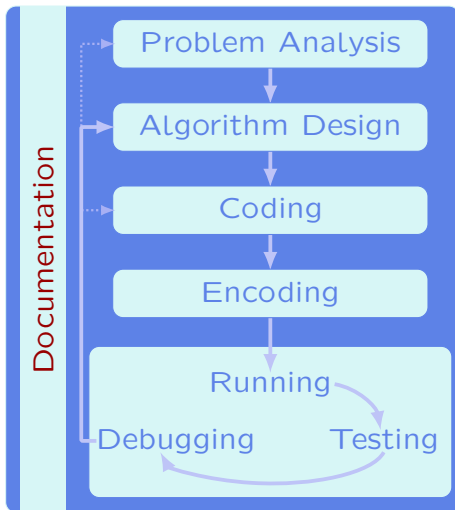 Documentation
Problem Analysis
Algorithm Design
Coding
Encoding
Running
Debugging
Testing